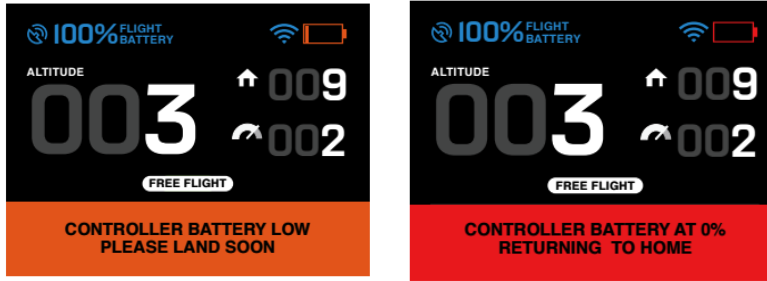 100% FLIGHT BATTERY
ALTITUDE
003
009
002
FREE FLIGHT
CONTROLLER BATTERY LOW
PLEASE LAND SOON
100% FLIGHT BATTERY
ALTITUDE
003
009
002
FREE FLIGHT
CONTROLLER BATTERY AT 0%
RETURNING TO HOME